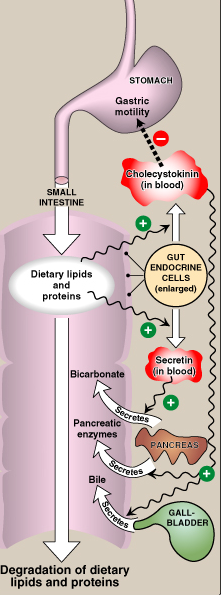 STOMACH
Gastric
motility
−
Cholecystokinin
(in blood)
SMALL
INTESTINE
+
Dietary lipids
and
proteins
GUT
ENDOCRINE
CELLS
(enlarged)
+
Secretin
(in blood)
Bicarbonate
+
Secretes
Pancreatic
enzymes
PANCREAS
Secretes
+
Bile
Secretes
GALL-
BLADDER
Degradation of dietary
lipids and proteins